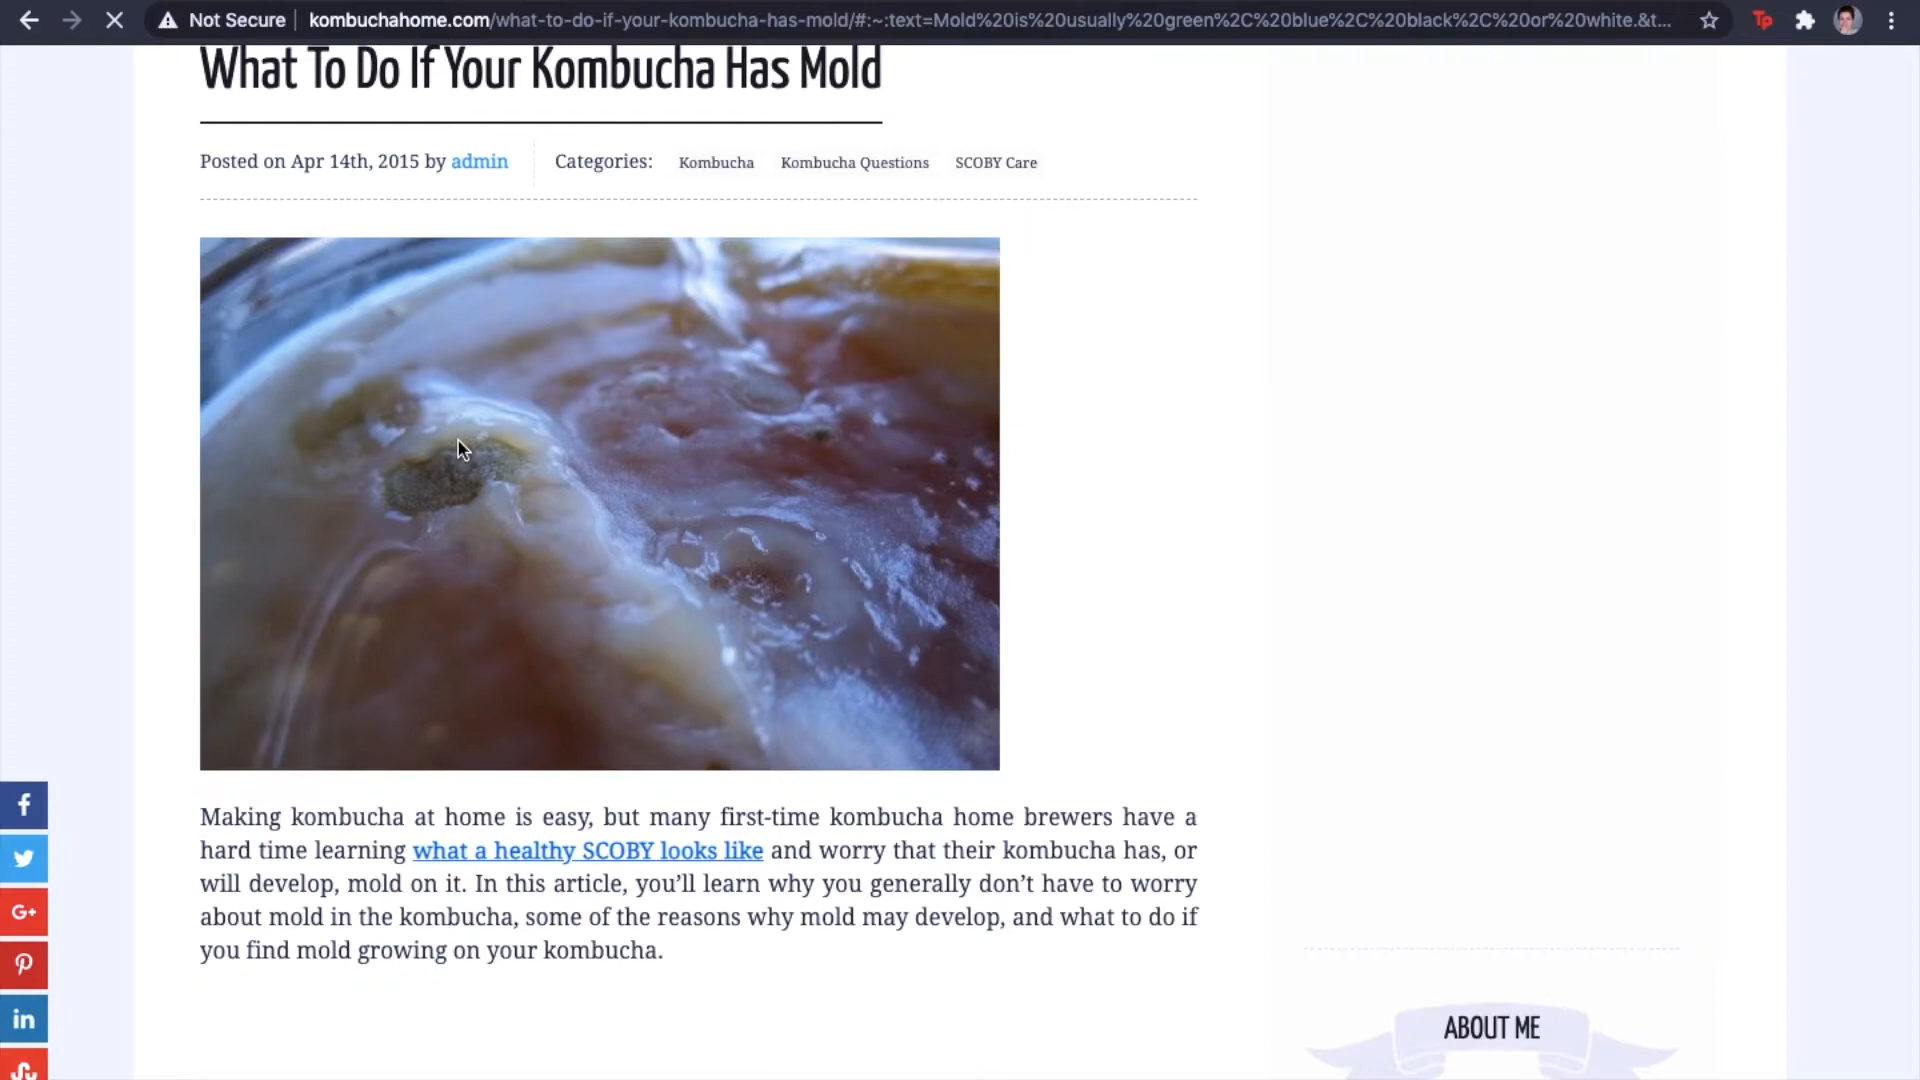 Not Secure kombuchahome.com/what-to-do-if-your-kombucha-has-mold/#:~:text=Mold%20is%20usually%20green%2C%20blue%2C%20black%2C%20or%20white.&t...
Tp
What To Do If Your Kombucha Has Mold
Posted on Apr 14th, 2015 by admin Categories: Kombucha Kombucha Questions SCOBY Care
Making kombucha at home is easy, but many first-time kombucha home brewers have a
hard time learning what a healthy SCOBY looks like and worry that their kombucha has, or
will develop, mold on it. In this article, you’ll learn why you generally don’t have to worry
about mold in the kombucha, some of the reasons why mold may develop, and what to do if
you find mold growing on your kombucha.
f
G+
in
ABOUT ME